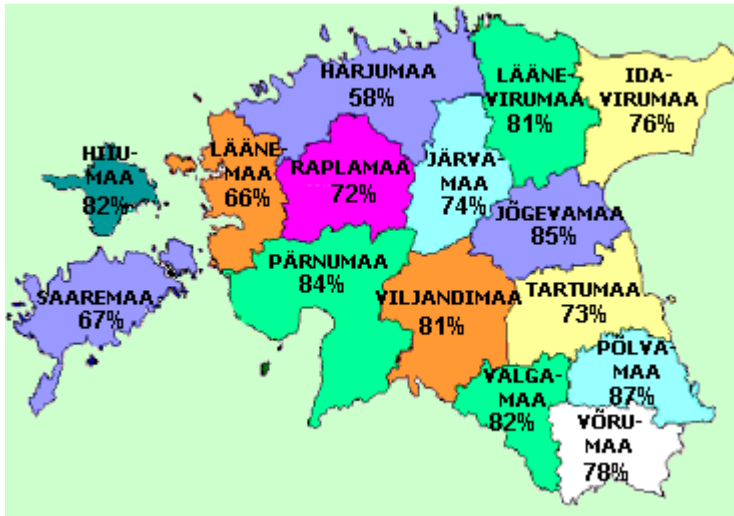 HARJUMAA
58%
LÄÄNE-
VIRUMAA
81%
IDA-
VIRUMAA
76%
HIIU-
MAA
82%
LÄÄNE-
MAA
66%
RAPLAMAA
72%
JÄRVA-
MAA
74%
JÕGEVAMAA
85%
SAAREMAA
67%
PÄRNUMAA
84%
VILJANDIMAA
81%
TARTUMAA
73%
VALGA-
MAA
82%
PÕLVA-
MAA
87%
VÕRU-
MAA
78%